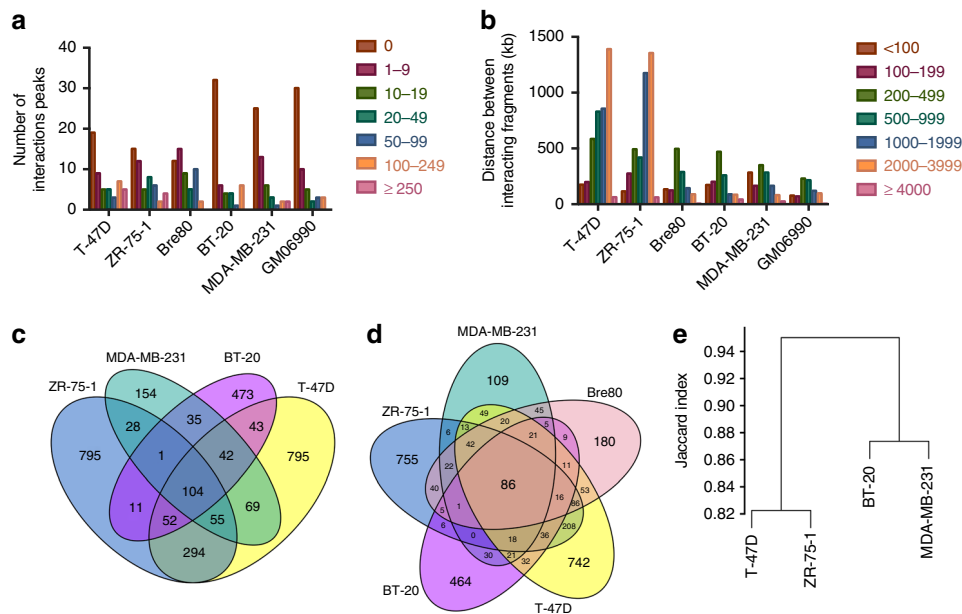 a
Number of
interactions peaks
40
30
20
10
0
T-47D
ZR-75-1
Bre80
BT-20
MDA-MB-231
GM06990
0
1–9
10–19
20–49
50–99
100–249
≥ 250
b
Distance between
interacting fragments (kb)
1500
1000
500
0
T-47D
ZR-75-1
Bre80
BT-20
MDA-MB-231
GM06990
<100
100–199
200–499
500–999
1000–1999
2000–3999
≥ 4000
c
MDA-MB-231
BT-20
ZR-75-1
T-47D
154
473
28
35
43
795
1
42
795
104
11
52
55
69
294
d
MDA-MB-231
Bre80
ZR-75-1
109
49
45
20
5
6
13
42
21
9
180
755
22
11
40
86
53
16
86
5
1
6
208
0
18
36
30
21
32
464
742
BT-20
T-47D
e
Jaccard index
0.94
0.92
0.90
0.88
0.86
0.84
0.82
T-47D
ZR-75-1
BT-20
MDA-MB-231